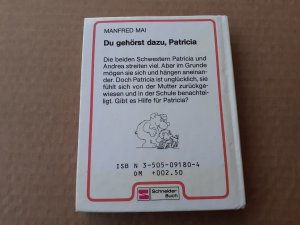 MANFRED MAI
Du gehörst dazu, Patricia
Die beiden Schwestern Patricia und
Andrea streiten viel. Aber im Grunde
mögen sie sich und hängen aneinan-
der. Doch Patricia ist unglücklich, sie
fühlt sich von der Mutter zurückge-
wiesen und in der Schule benachtei-
ligt. Gibt es Hilfe für Patricia?
ISB N 3-505-09180-4
DM +002.50
Schneider
Buch